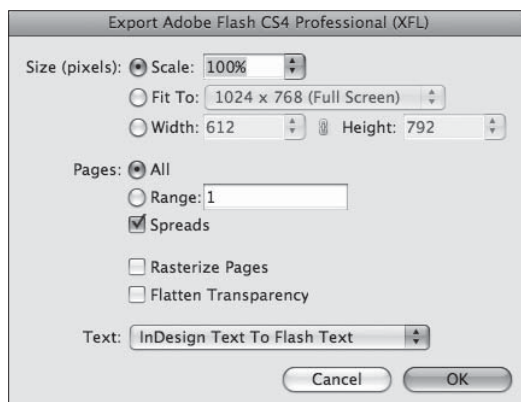 Export Adobe Flash CS4 Professional (XFL)
Size (pixels): Scale: 100%
Fit To: 1024 x 768 (Full Screen)
Width: 612 Height: 792
Pages: All
Range: 1
Spreads
Rasterize Pages
Flatten Transparency
Text: InDesign Text To Flash Text
Cancel OK